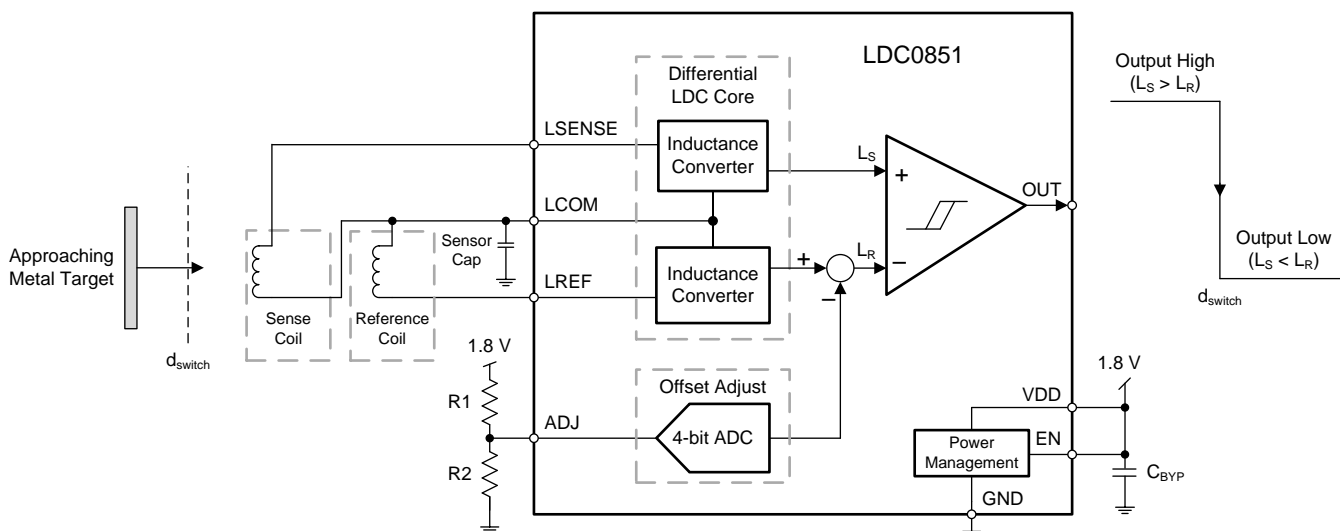 LDC0851
Differential
LDC Core
Output High
(LS > LR)
LSENSE
Inductance
Converter
LS
+
OUT
LCOM
Approaching
Metal Target
Sensor
Cap
LREF
Inductance
Converter
+
LR
−
−
Output Low
(LS < LR)
dswitch
Sense
Coil
Reference
Coil
dswitch
1.8 V
R1
R2
ADJ
Offset Adjust
4-bit ADC
1.8 V
VDD
EN
Power
Management
GND
CBYP